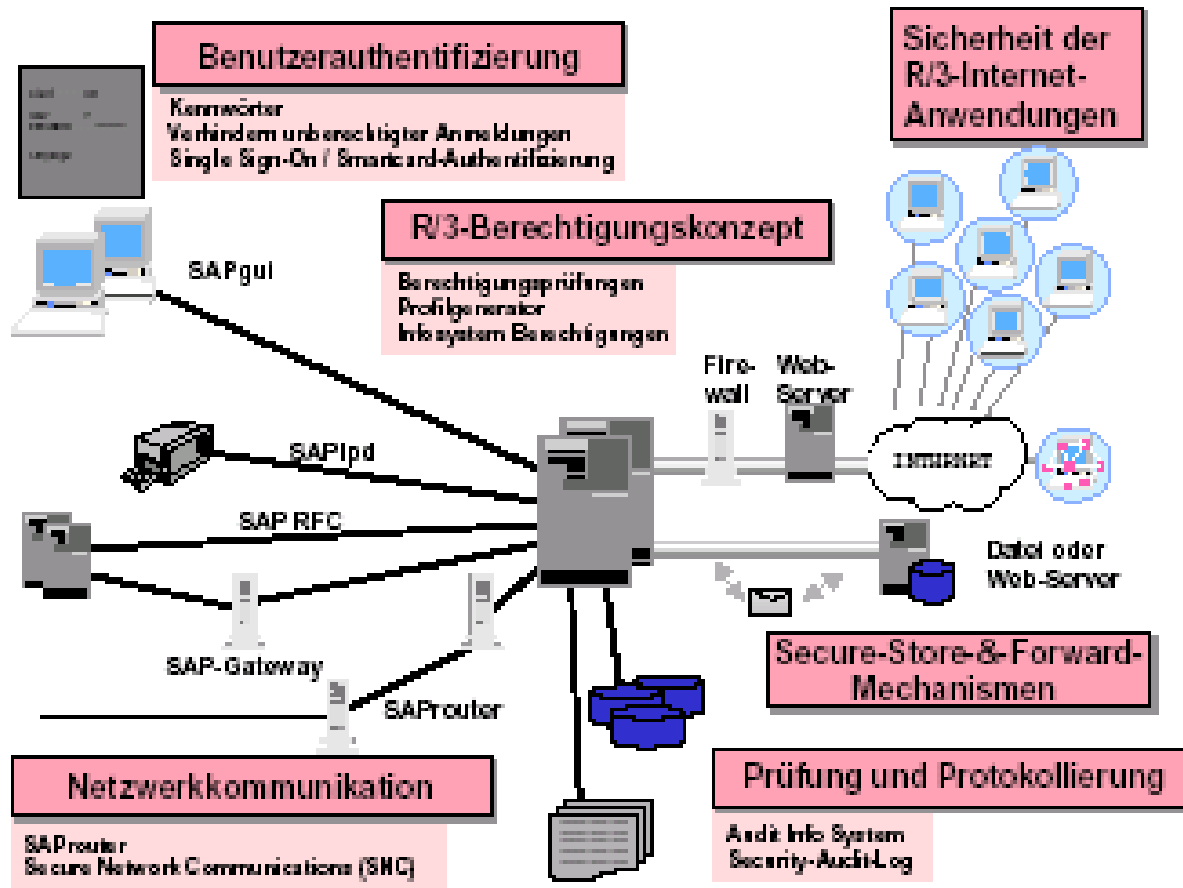 Benutzerauthentifizierung
Kennwörter
Verhindern unberechtigter Anmeldungen
Single Sign-On / Smartcard-Authentifizierung
Sicherheit der
R/3-Internet-
Anwendungen
R/3-Berechtigungskonzept
Berechtigungsprüfungen
Profilgenerator
Infosystem Berechtigungen
SAPgui
Fire-
wall
Web-
Server
SAPlpd
INTERNET
SAP RFC
Datei oder
Web-Server
SAP-Gateway
SAProuter
Secure-Store-&-Forward-
Mechanismen
Netzwerkkommunikation
SAProuter
Secure Network Communications (SNC)
Prüfung und Protokollierung
Audit Info System
Security-Audit-Log